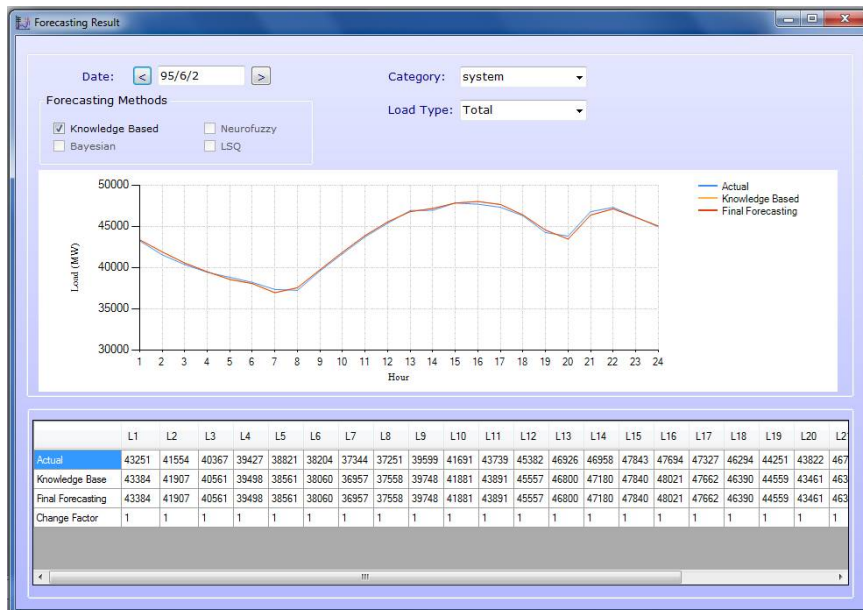 Forecasting Result
Date: < 95/6/2 >
Category: system
Forecasting Methods
Load Type: Total
Knowledge Based Neurofuzzy
Bayesian LSQ
50000
45000
40000
35000
30000
Load (MW)
1 2 3 4 5 6 7 8 9 10 11 12 13 14 15 16 17 18 19 20 21 22 23 24
Hour
Actual
Knowledge Based
Final Forecasting
L1 L2 L3 L4 L5 L6 L7 L8 L9 L10 L11 L12 L13 L14 L15 L16 L17 L18 L19 L20 L21
Actual 43251 41554 40367 39427 38821 38204 37344 37251 39599 41691 43739 45382 46926 46958 47843 47694 47327 46294 44251 43822 467
Knowledge Base 43384 41907 40561 39498 38561 38060 36957 37558 39748 41881 43891 45557 46800 47180 47840 48021 47662 46390 44559 43461 463
Final Forecasting 43384 41907 40561 39498 38561 38060 36957 37558 39748 41881 43891 45557 46800 47180 47840 48021 47662 46390 44559 43461 463
Change Factor 1 1 1 1 1 1 1 1 1 1 1 1 1 1 1 1 1 1 1 1 1